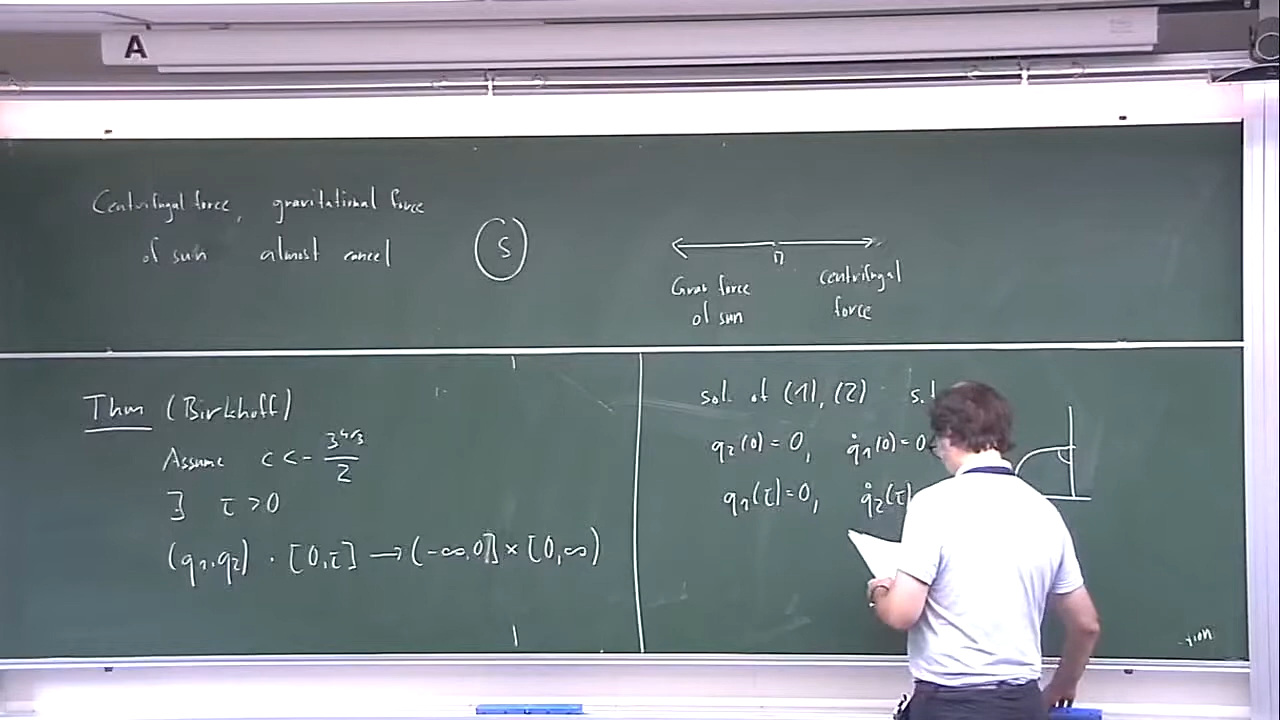 A
Centrifugal force, gravitational force
of sun almost cancel
S
Grav force
of sun
centrifugal
force
Thm (Birkhoff)
Assume c < - 3^{4/3}/2
∃ τ > 0
(q₁,q₂) : [0,τ] → (-∞,0] × [0,∞)
sol. of (1), (2) s.t
q₂(0) = 0, q̇₁(0) = 0
q₁(τ) = 0, q̇₂(τ)